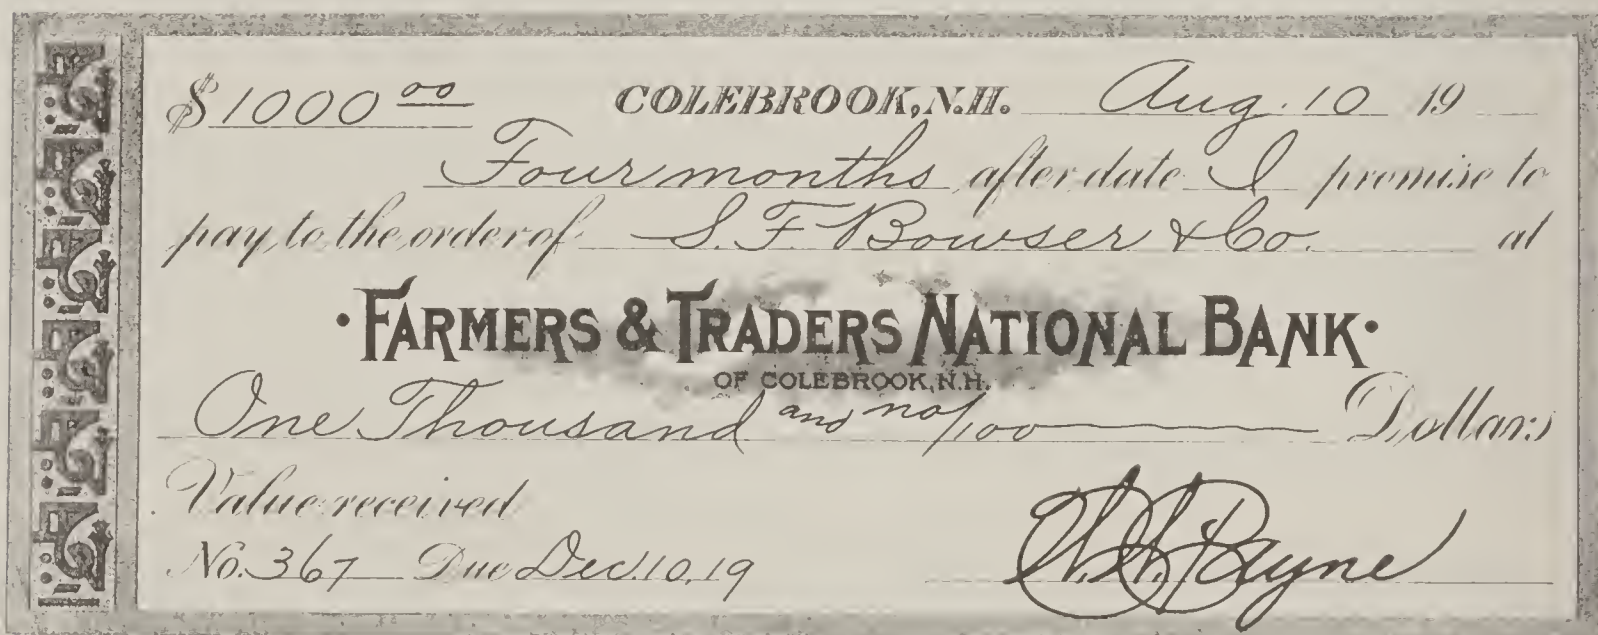 $1000 00 COLEBROOK, N.H. Aug. 10 19
Four months after date I promise to
pay to the order of S. F. Bowser & Co. at
· FARMERS & TRADERS NATIONAL BANK ·
OF COLEBROOK, N.H.
One Thousand and no/100 Dollars
Value received
No. 367 Due Dec. 10, 19
Payne